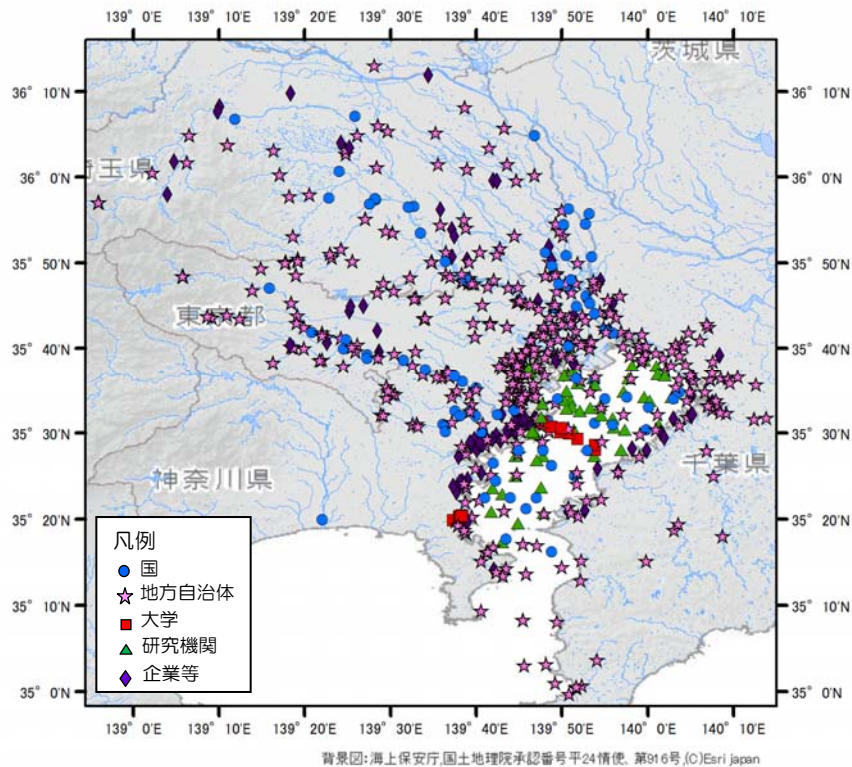 139° 0'E 139° 10'E 139° 20'E 139° 30'E 139° 40'E 139° 50'E 140° 0'E 140° 10'E
茨城県
36° 10'N 36° 10'N
埼玉県
36° 0'N 36° 0'N
35° 50'N 35° 50'N
東京都
35° 40'N 35° 40'N
35° 30'N 35° 30'N
千葉県
神奈川県
35° 20'N 35° 20'N
凡例
国
地方自治体
大学
研究機関
企業等
35° 10'N 35° 10'N
35° 0'N 35° 0'N
139° 0'E 139° 10'E 139° 20'E 139° 30'E 139° 40'E 139° 50'E 140° 0'E 140° 10'E
背景図:海上保安庁,国土地理院承認番号平24情使、第916号,(C)Esri japan